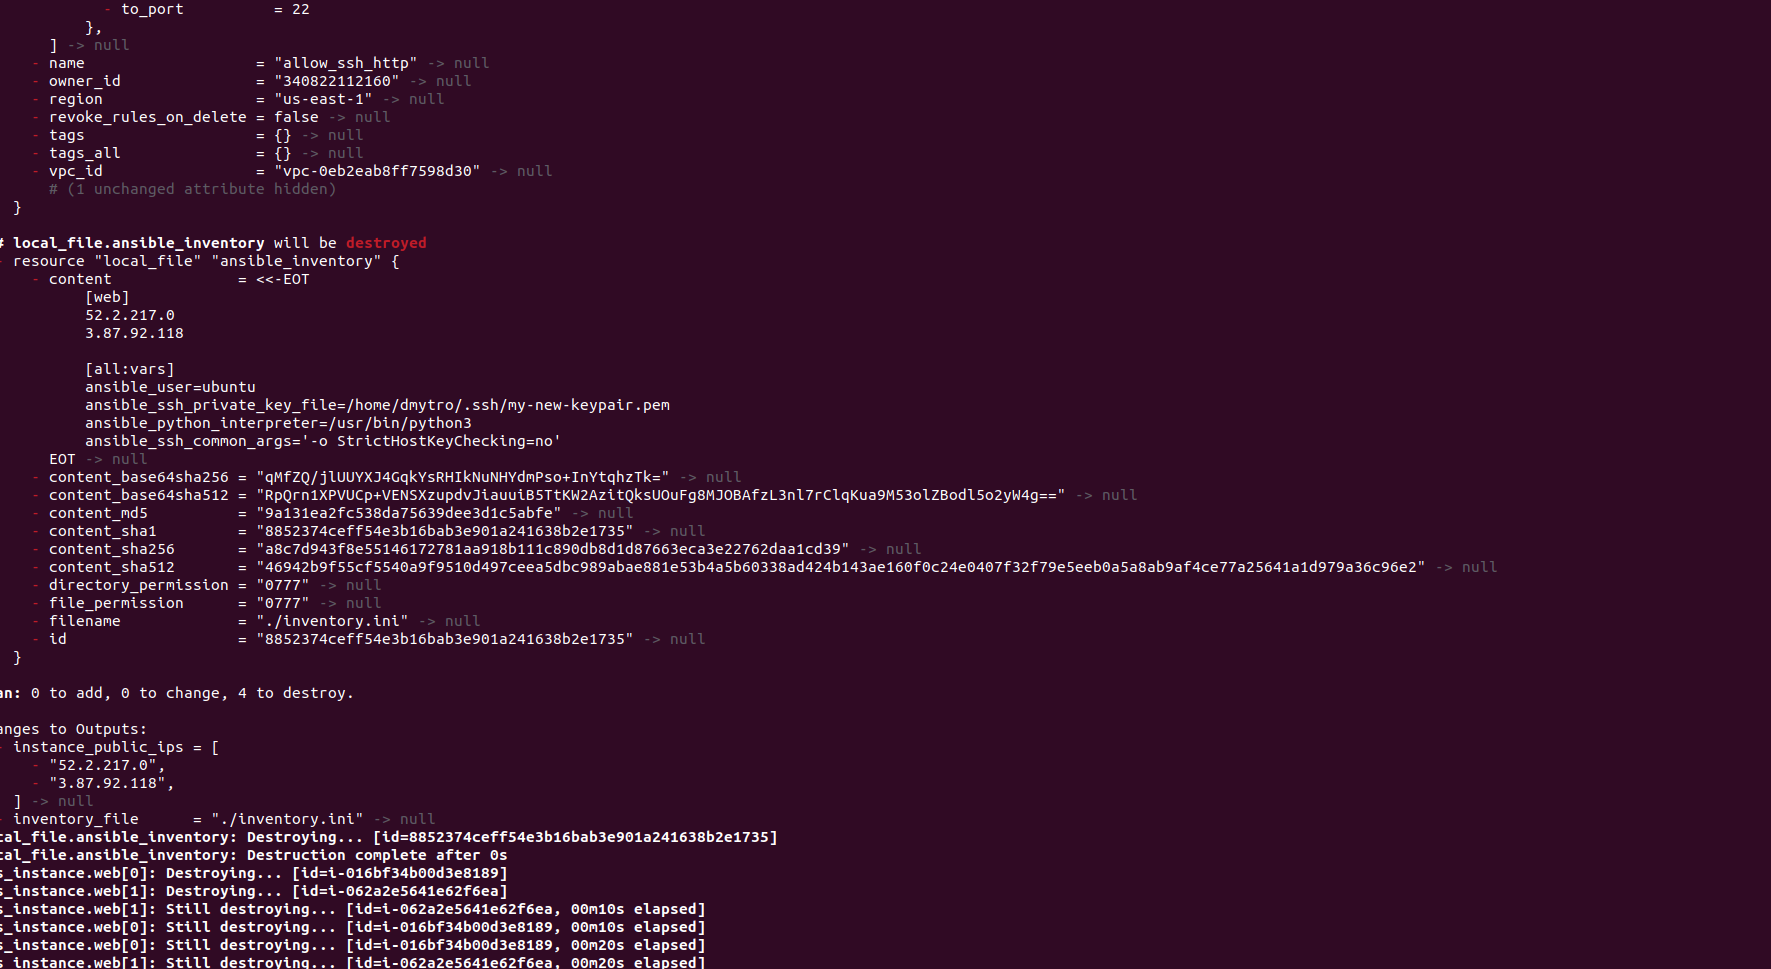 - to_port = 22
},
] -> null
- name = "allow_ssh_http" -> null
- owner_id = "340822112160" -> null
- region = "us-east-1" -> null
- revoke_rules_on_delete = false -> null
- tags = {} -> null
- tags_all = {} -> null
- vpc_id = "vpc-0eb2eab8ff7598d30" -> null
# (1 unchanged attribute hidden)
}
# local_file.ansible_inventory will be destroyed
- resource "local_file" "ansible_inventory" {
- content = <<-EOT
[web]
52.2.217.0
3.87.92.118
[all:vars]
ansible_user=ubuntu
ansible_ssh_private_key_file=/home/dmytro/.ssh/my-new-keypair.pem
ansible_python_interpreter=/usr/bin/python3
ansible_ssh_common_args='-o StrictHostKeyChecking=no'
EOT -> null
- content_base64sha256 = "qMfZQ/jlUUYXJ4GqkYsRHIkNuNHYdmPso+InYtqhzTk=" -> null
- content_base64sha512 = "RpQrn1XPVUCp+VENSXzupdvJiauuiB5TtKW2AzitQksUOuFg8MJOBAfzL3nl7rClqKua9M53olZBodl5o2yW4g==" -> null
- content_md5 = "9a131ea2fc538da75639dee3d1c5abfe" -> null
- content_sha1 = "8852374ceff54e3b16bab3e901a241638b2e1735" -> null
- content_sha256 = "a8c7d943f8e55146172781aa918b111c890db8d1d87663eca3e22762daa1cd39" -> null
- content_sha512 = "46942b9f55cf5540a9f9510d497ceea5dbc989abae881e53b4a5b60338ad424b143ae160f0c24e0407f32f79e5eeb0a5a8ab9af4ce77a25641a1d979a36c96e2" -> null
- directory_permission = "0777" -> null
- file_permission = "0777" -> null
- filename = "./inventory.ini" -> null
- id = "8852374ceff54e3b16bab3e901a241638b2e1735" -> null
}
an: 0 to add, 0 to change, 4 to destroy.
anges to Outputs:
- instance_public_ips = [
- "52.2.217.0",
- "3.87.92.118",
] -> null
- inventory_file = "./inventory.ini" -> null
cal_file.ansible_inventory: Destroying... [id=8852374ceff54e3b16bab3e901a241638b2e1735]
cal_file.ansible_inventory: Destruction complete after 0s
s_instance.web[0]: Destroying... [id=i-016bf34b00d3e8189]
s_instance.web[1]: Destroying... [id=i-062a2e5641e62f6ea]
s_instance.web[1]: Still destroying... [id=i-062a2e5641e62f6ea, 00m10s elapsed]
s_instance.web[0]: Still destroying... [id=i-016bf34b00d3e8189, 00m10s elapsed]
s_instance.web[0]: Still destroying... [id=i-016bf34b00d3e8189, 00m20s elapsed]
s_instance.web[1]: Still destroying... [id=i-062a2e5641e62f6ea, 00m20s elapsed]